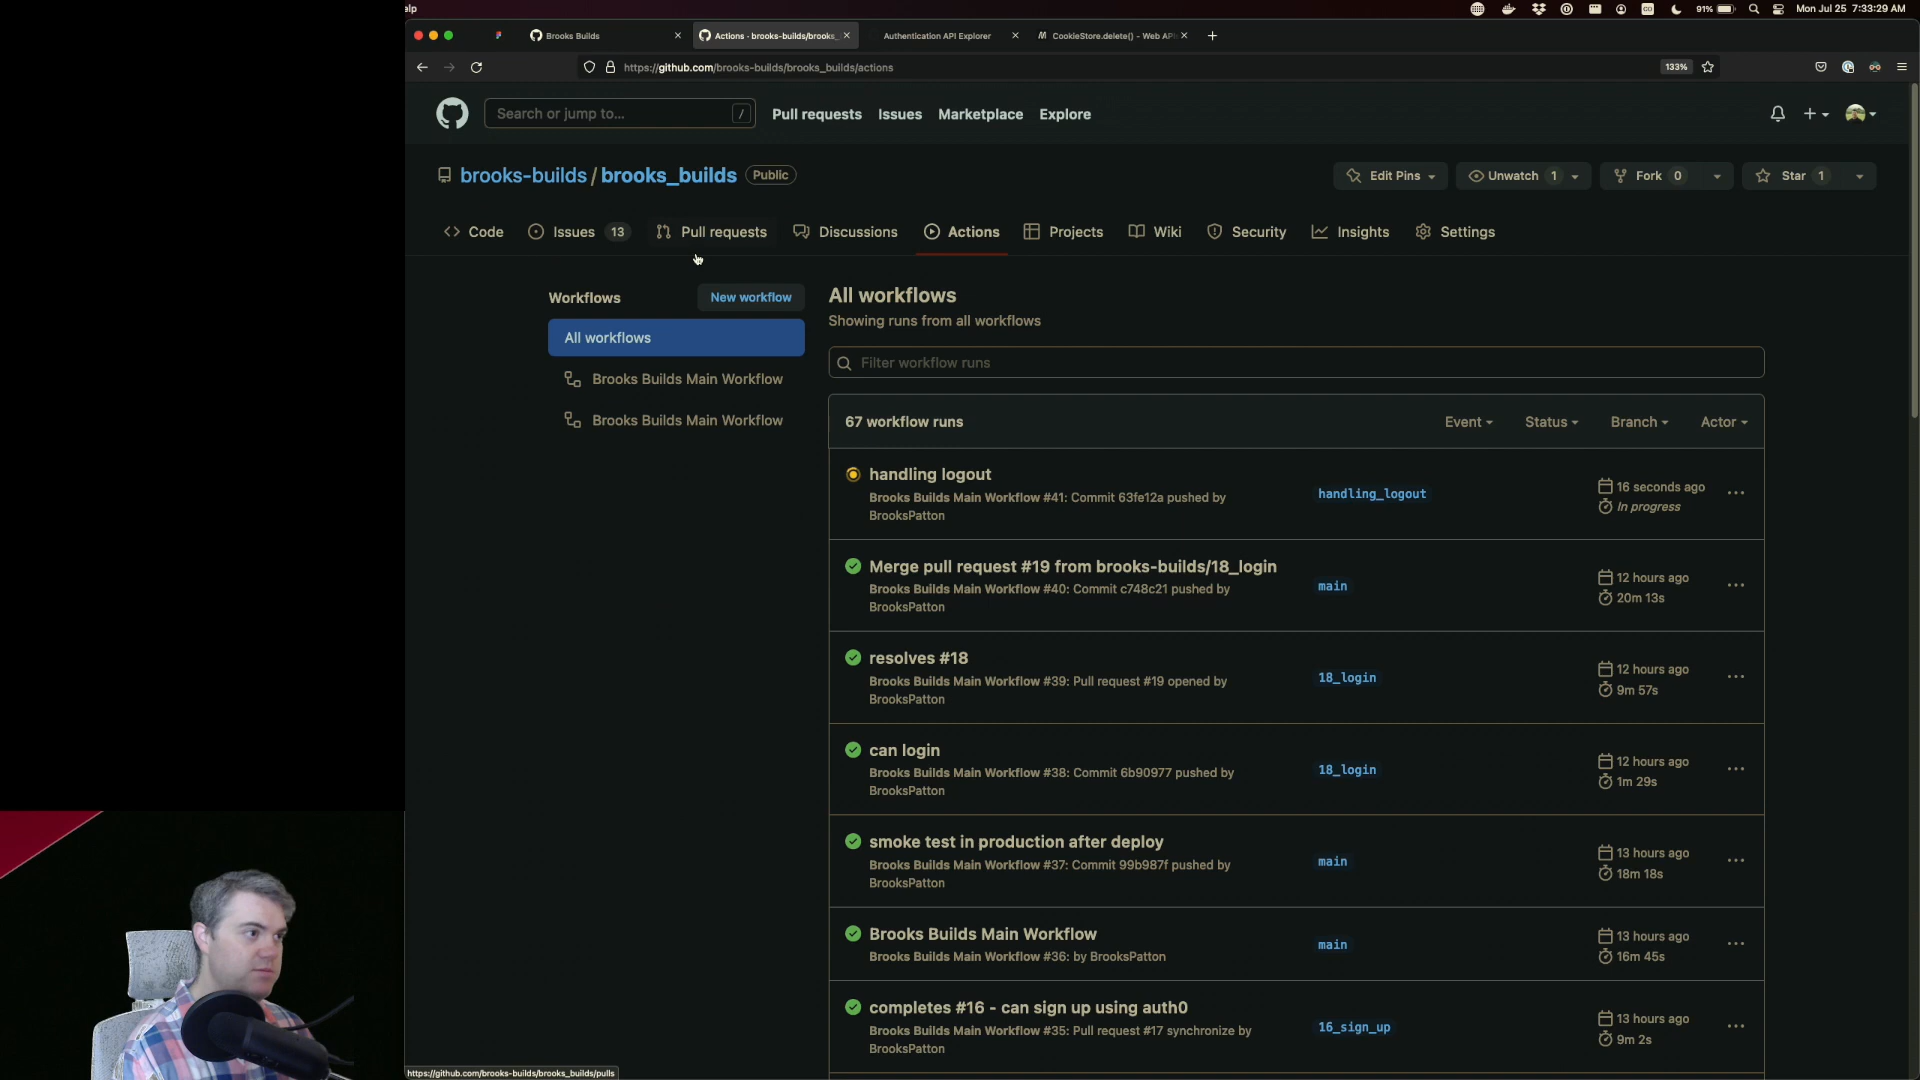 elp
91%
Mon Jul 25 7:33:29 AM
Brooks Builds
Actions · brooks-builds/brooks_
Authentication API Explorer
CookieStore.delete() - Web API
https://github.com/brooks-builds/brooks_builds/actions
133%
Search or jump to...
/
Pull requests
Issues
Marketplace
Explore
brooks-builds / brooks_builds
Public
Edit Pins
Unwatch 1
Fork 0
Star 1
Code
Issues 13
Pull requests
Discussions
Actions
Projects
Wiki
Security
Insights
Settings
Workflows
New workflow
All workflows
Brooks Builds Main Workflow
Brooks Builds Main Workflow
All workflows
Showing runs from all workflows
Filter workflow runs
67 workflow runs
Event
Status
Branch
Actor
handling logout
Brooks Builds Main Workflow #41: Commit 63fe12a pushed by
BrooksPatton
handling_logout
16 seconds ago
In progress
Merge pull request #19 from brooks-builds/18_login
Brooks Builds Main Workflow #40: Commit c748c21 pushed by
BrooksPatton
main
12 hours ago
20m 13s
resolves #18
Brooks Builds Main Workflow #39: Pull request #19 opened by
BrooksPatton
18_login
12 hours ago
9m 57s
can login
Brooks Builds Main Workflow #38: Commit 6b90977 pushed by
BrooksPatton
18_login
12 hours ago
1m 29s
smoke test in production after deploy
Brooks Builds Main Workflow #37: Commit 99b987f pushed by
BrooksPatton
main
13 hours ago
18m 18s
Brooks Builds Main Workflow
Brooks Builds Main Workflow #36: by BrooksPatton
main
13 hours ago
16m 45s
completes #16 - can sign up using auth0
Brooks Builds Main Workflow #35: Pull request #17 synchronize by
BrooksPatton
16_sign_up
13 hours ago
9m 2s
https://github.com/brooks-builds/brooks_builds/pulls